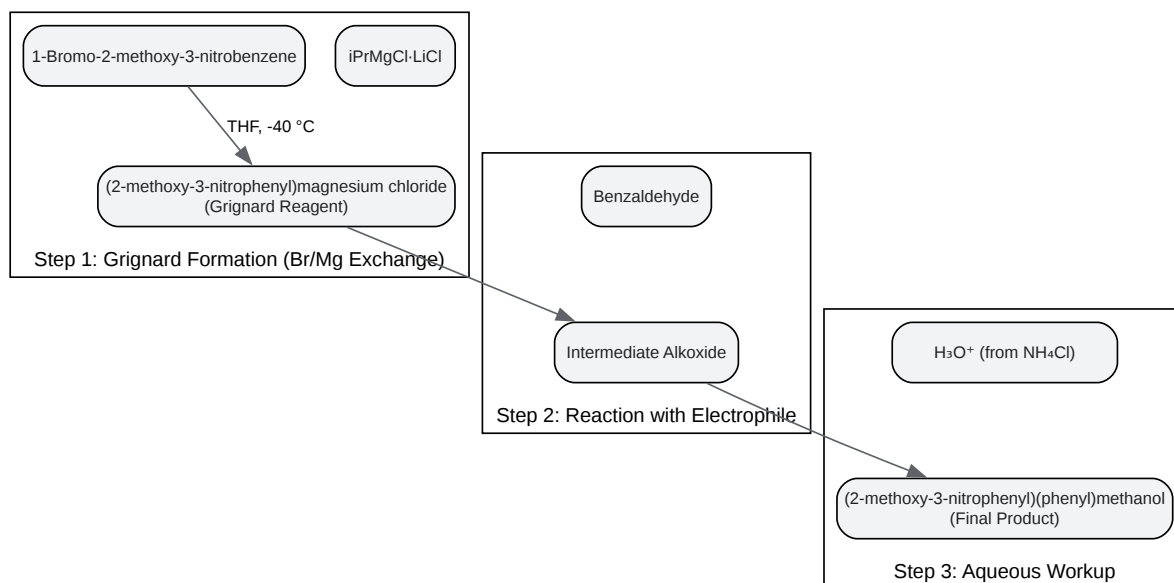 1-Bromo-2-methoxy-3-nitrobenzene
iPrMgCl·LiCl
THF, -40 °C
(2-methoxy-3-nitrophenyl)magnesium chloride
(Grignard Reagent)
Step 1: Grignard Formation (Br/Mg Exchange)
Benzaldehyde
Intermediate Alkoxide
Step 2: Reaction with Electrophile
H₃O⁺ (from NH₄Cl)
(2-methoxy-3-nitrophenyl)(phenyl)methanol
(Final Product)
Step 3: Aqueous Workup